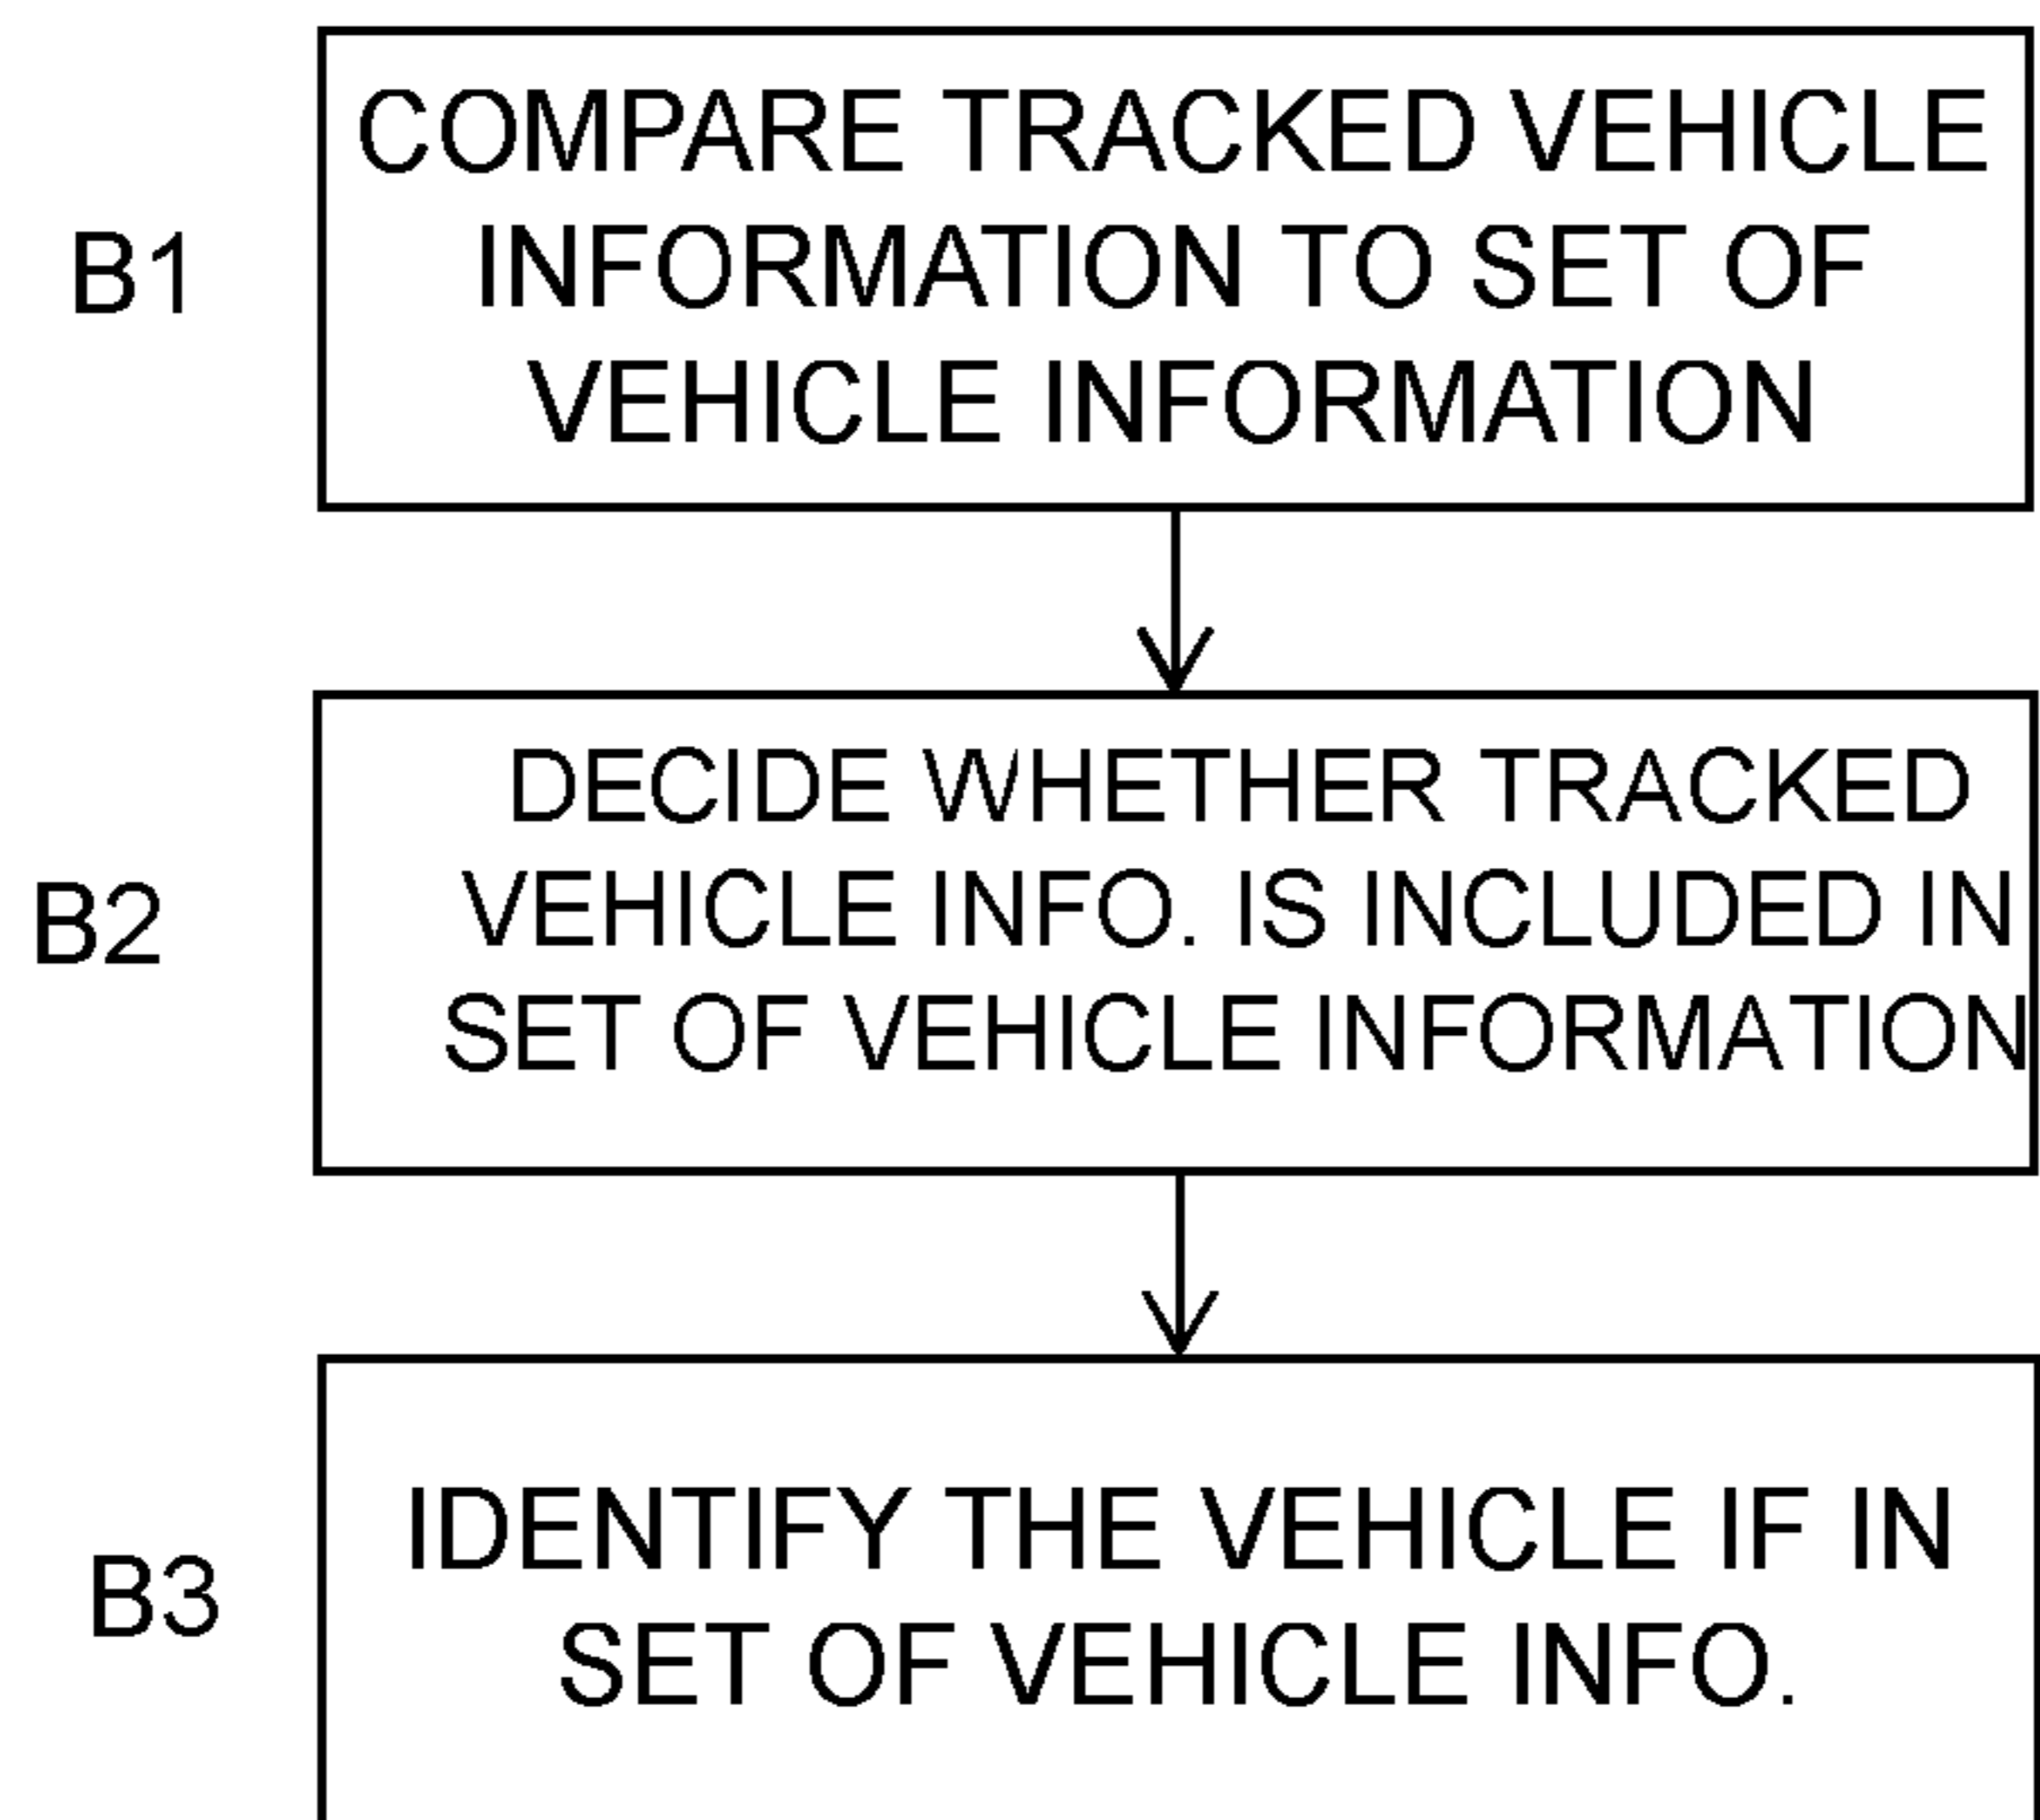 COMPARE TRACKED VEHICLE
B1
INFORMATION TO SET OF
VEHICLE INFORMATION
DECIDE WHETHER TRACKED
B2
VEHICLE INFO. IS INCLUDED IN
SET OF VEHICLE INFORMATION
B3
IDENTIFY THE VEHICLE IF IN
SET OF VEHICLE INFO.